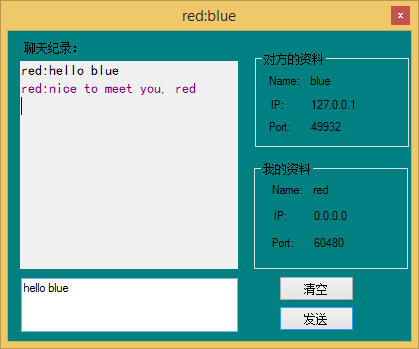 red:blue
x
聊天纪录:
red:hello blue
red:nice to meet you, red
hello blue
对方的资料
Name: blue
IP: 127.0.0.1
Port: 49932
我的资料
Name: red
IP: 0.0.0.0
Port: 60480
清空
发送